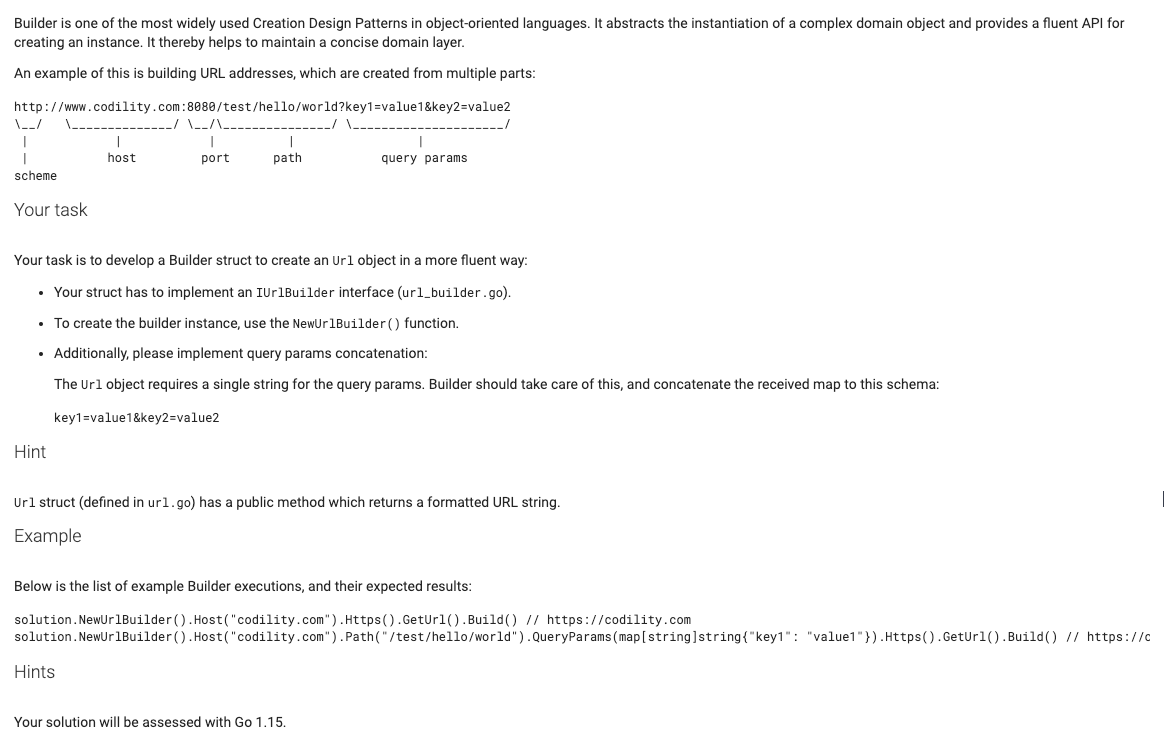 Builder is one of the most widely used Creation Design Patterns in object-oriented languages. It abstracts the instantiation of a complex domain object and provides a fluent API for
creating an instance. It thereby helps to maintain a concise domain layer.
An example of this is building URL addresses, which are created from multiple parts:
http://www.codility.com:8080/test/hello/world?key1=value1&key2=value2
\__/   \______________/ \__/\_______________/ \_____________________/
 |            |            |          |                 |
 |           host         port      path           query params
scheme
Your task
Your task is to develop a Builder struct to create an Url object in a more fluent way:
• Your struct has to implement an IUrlBuilder interface (url_builder.go).
• To create the builder instance, use the NewUrlBuilder() function.
• Additionally, please implement query params concatenation:
The Url object requires a single string for the query params. Builder should take care of this, and concatenate the received map to this schema:
key1=value1&key2=value2
Hint
Url struct (defined in url.go) has a public method which returns a formatted URL string.
Example
Below is the list of example Builder executions, and their expected results:
solution.NewUrlBuilder().Host("codility.com").Https().GetUrl().Build() // https://codility.com
solution.NewUrlBuilder().Host("codility.com").Path("/test/hello/world").QueryParams(map[string]string{"key1": "value1"}).Https().GetUrl().Build() // https://c
Hints
Your solution will be assessed with Go 1.15.